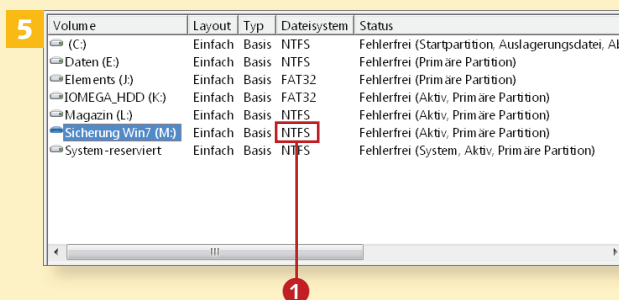 5
Volume Layout Typ Dateisystem Status
(C:) Einfach Basis NTFS Fehlerfrei (Startpartition, Auslagerungsdatei, Ab
Daten (E:) Einfach Basis NTFS Fehlerfrei (Primäre Partition)
Elements (J:) Einfach Basis FAT32 Fehlerfrei (Primäre Partition)
IOMEGA_HDD (K:) Einfach Basis FAT32 Fehlerfrei (Aktiv, Primäre Partition)
Magazin (L:) Einfach Basis NTFS Fehlerfrei (Aktiv, Primäre Partition)
Sicherung Win7 (M:) Einfach Basis NTFS Fehlerfrei (Aktiv, Primäre Partition)
System-reserviert Einfach Basis NTFS Fehlerfrei (System, Aktiv, Primäre Partition)
1